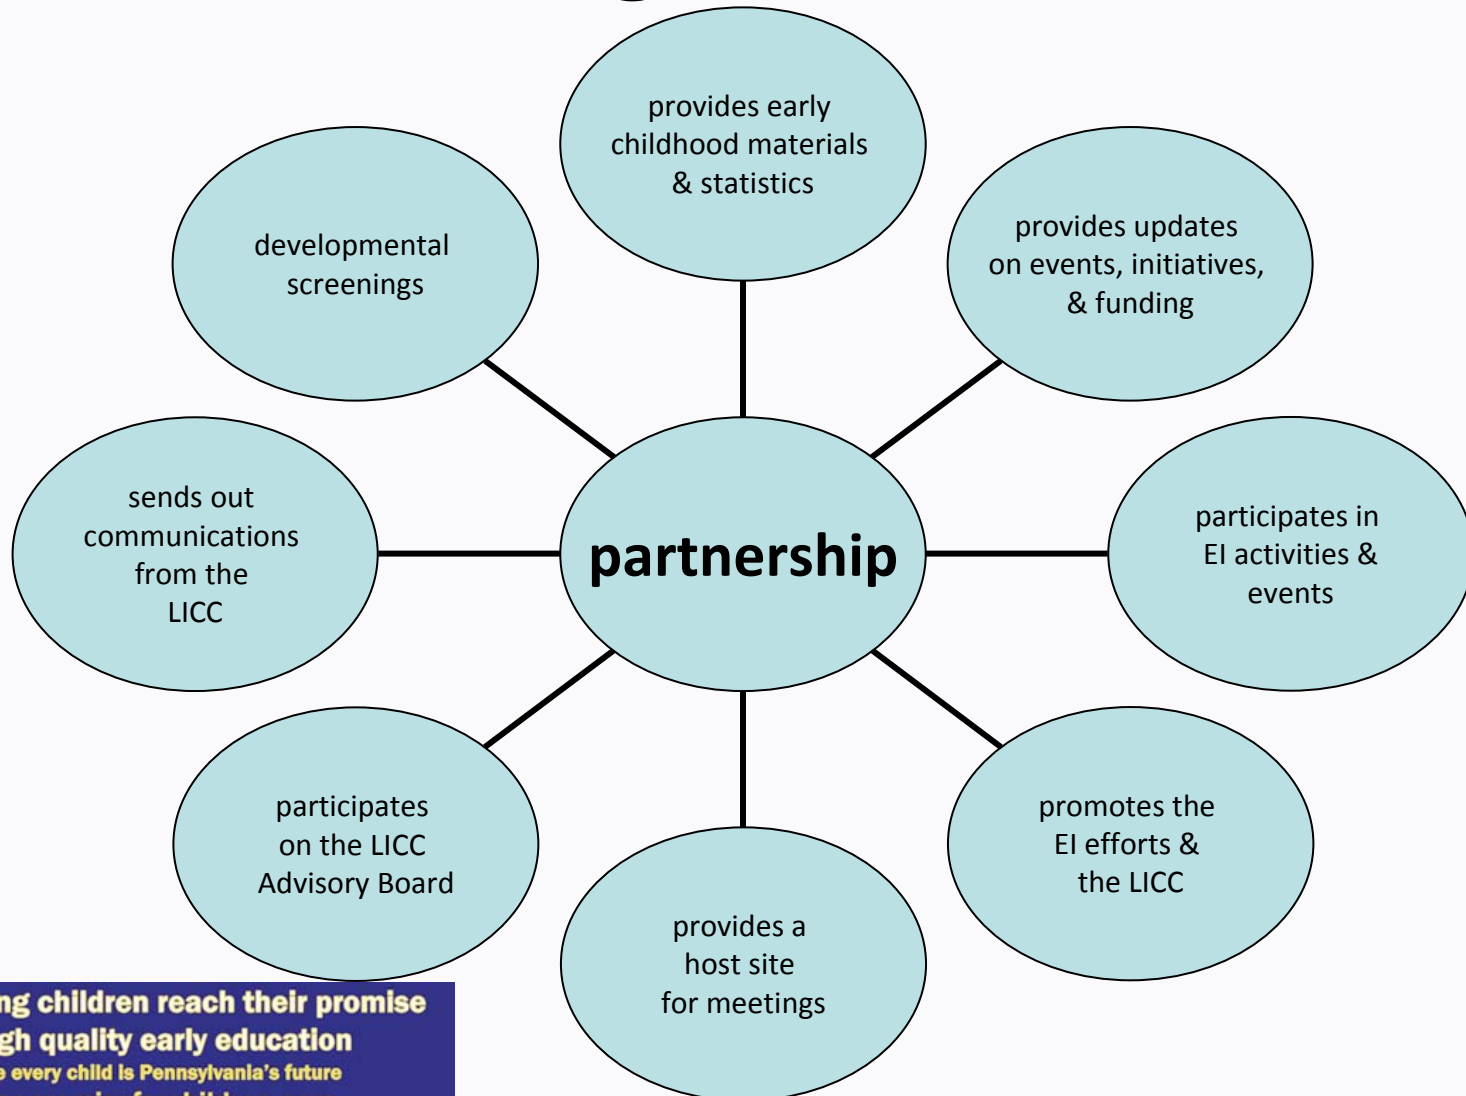 provides early
childhood materials
& statistics
developmental
screenings
provides updates
on events, initiatives,
& funding
sends out
communications
from the
LICC
partnership
participates in
EI activities &
events
participates
on the LICC
Advisory Board
promotes the
EI efforts &
the LICC
provides a
host site
for meetings
children reach their promise
quality early education
every child is Pennsylvania's future